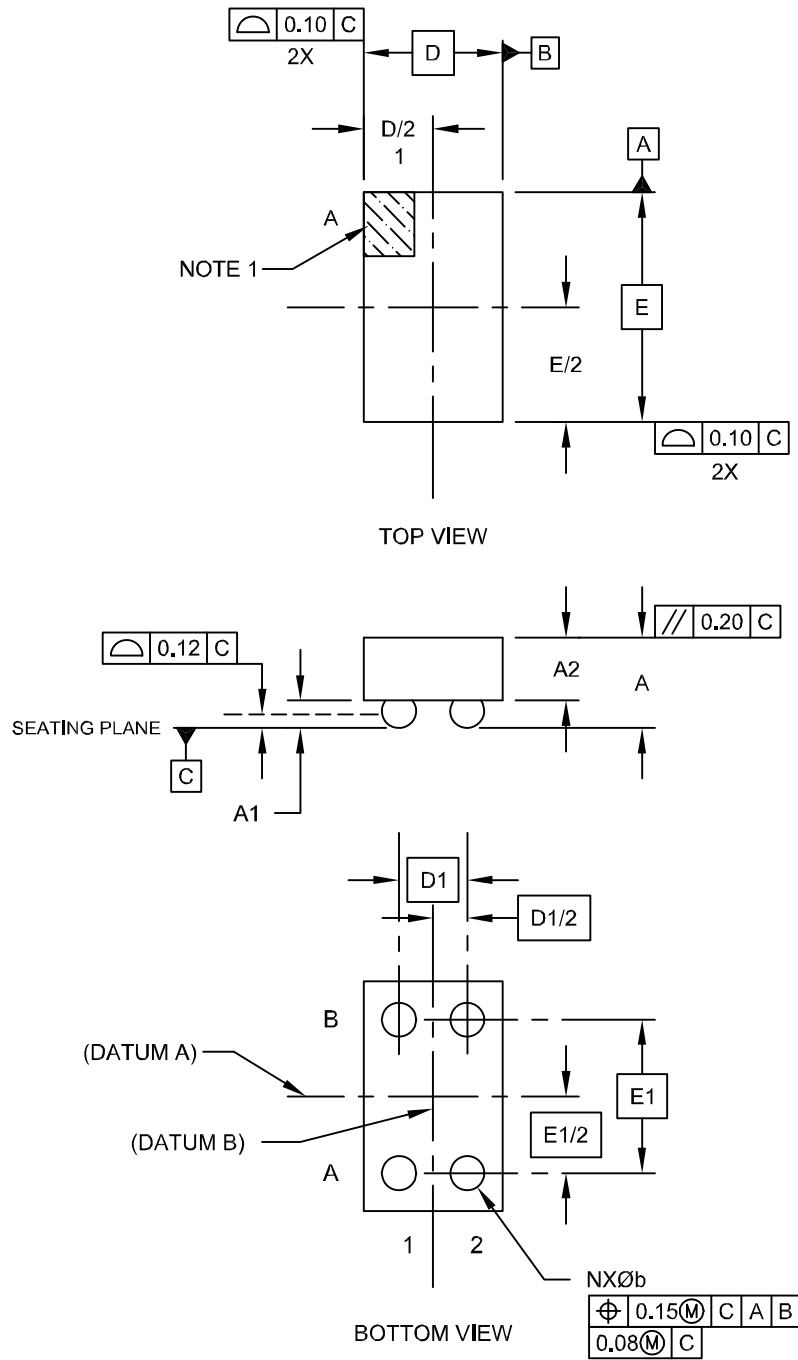 ⌓ 0.10 C
2X
D
B
D/2
1
A
A
NOTE 1
E
E/2
⌓ 0.10 C
2X
TOP VIEW
⌓ 0.12 C
// 0.20 C
A2
A
SEATING PLANE
C
A1
D1
D1/2
B
(DATUM A)
E1
(DATUM B)
E1/2
A
1 2
NXØb
⌖ 0.15Ⓜ C A B
0.08Ⓜ C
BOTTOM VIEW